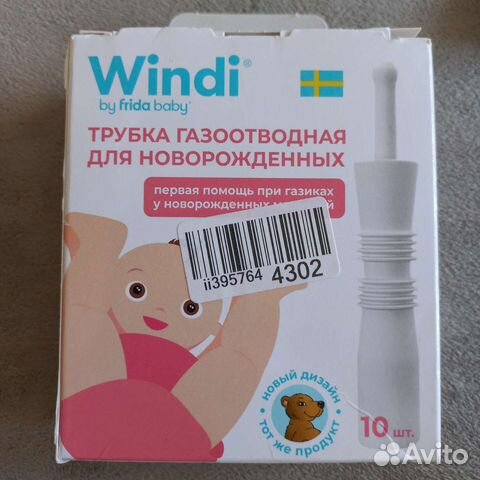 Windi®
by frida baby®
ТРУБКА ГАЗООТВОДНАЯ
ДЛЯ НОВОРОЖДЕННЫХ
первая помощь при газиках
у новорожденных
ii395764 4302
новый дизайн
тот же продукт
10 шт.
Avito